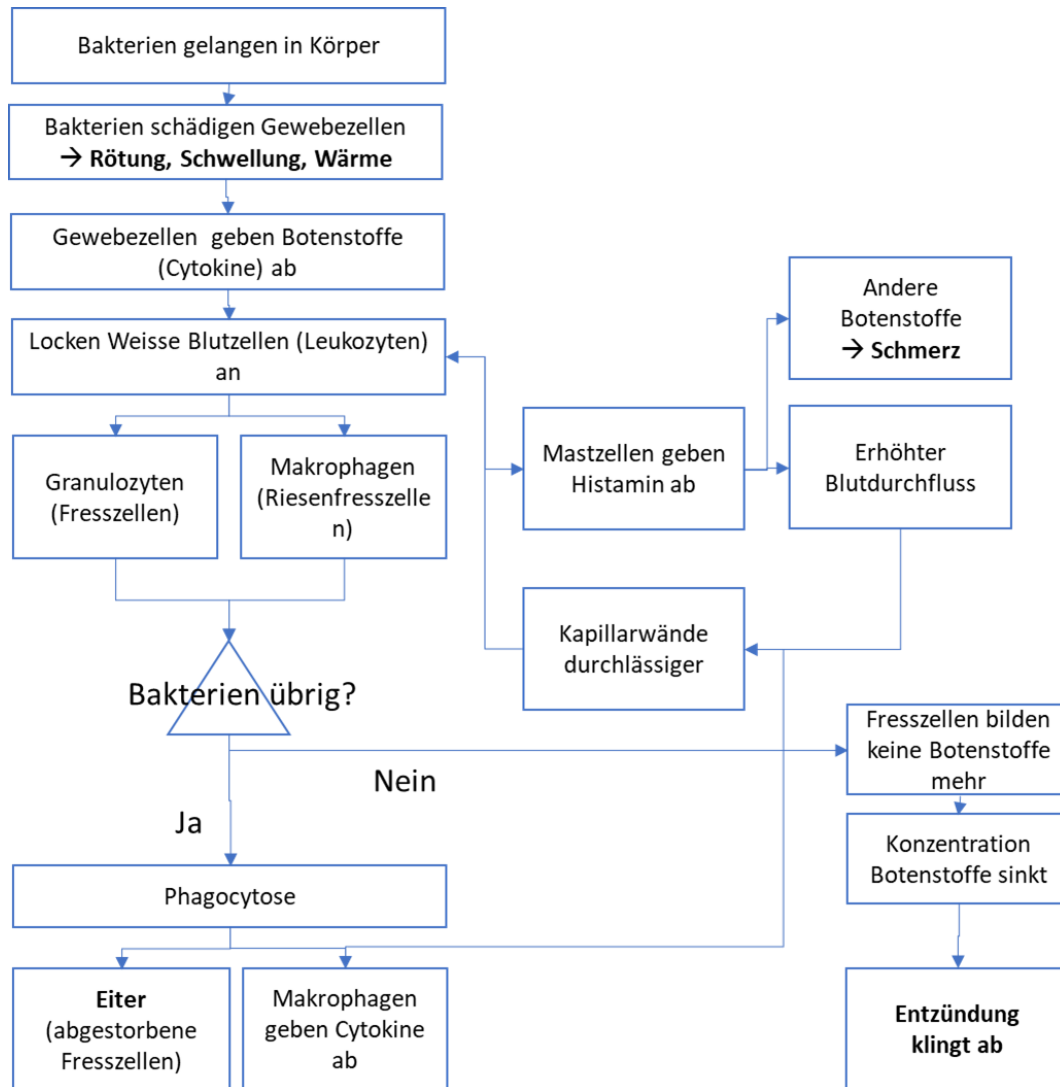 Bakterien gelangen in Körper
Bakterien schädigen Gewebezellen
→ Rötung, Schwellung, Wärme
Gewebezellen geben Botenstoffe
(Cytokine) ab
Locken Weisse Blutzellen (Leukozyten)
an
Andere
Botenstoffe
→ Schmerz
Granulozyten
(Fresszellen)
Makrophagen
(Riesenfresszelle
n)
Mastzellen geben
Histamin ab
Erhöhter
Blutdurchfluss
Kapillarwände
durchlässiger
Bakterien übrig?
Nein
Ja
Fresszellen bilden
keine Botenstoffe
mehr
Konzentration
Botenstoffe sinkt
Phagocytose
Eiter
(abgestorbene
Fresszellen)
Makrophagen
geben Cytokine
ab
Entzündung
klingt ab